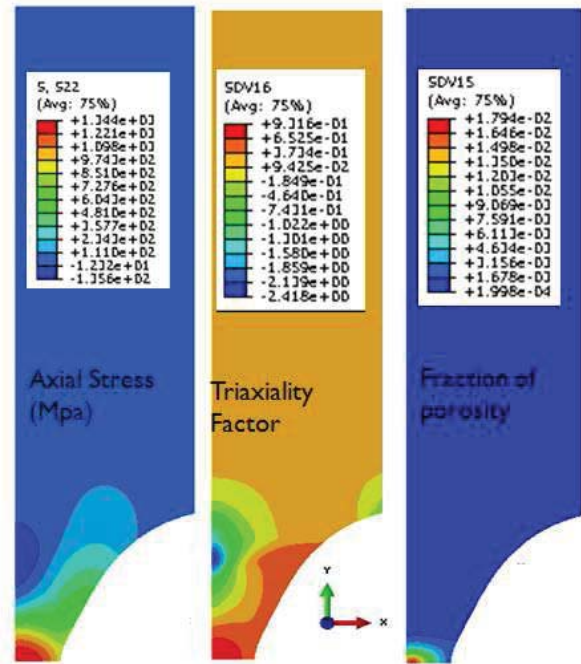 S, S22
(Avg: 75%)
+1.344e+03
+1.221e+03
+1.098e+03
+9.743e+02
+8.510e+02
+7.276e+02
+6.043e+02
+4.810e+02
+3.577e+02
+2.343e+02
+1.110e+02
-1.232e+01
-1.356e+02
Axial Stress
(Mpa)
SDV16
(Avg: 75%)
+9.316e-01
+6.525e-01
+3.734e-01
+9.425e-02
-1.849e-01
-4.640e-01
-7.431e-01
-1.022e+00
-1.301e+00
-1.580e+00
-1.859e+00
-2.139e+00
-2.418e+00
Triaxiality
Factor
Y
X
SDV15
(Avg: 75%)
+1.794e-02
+1.646e-02
+1.498e-02
+1.350e-02
+1.203e-02
+1.055e-02
+9.069e-03
+7.591e-03
+6.113e-03
+4.634e-03
+3.156e-03
+1.678e-03
+1.998e-04
Fraction of
porosity